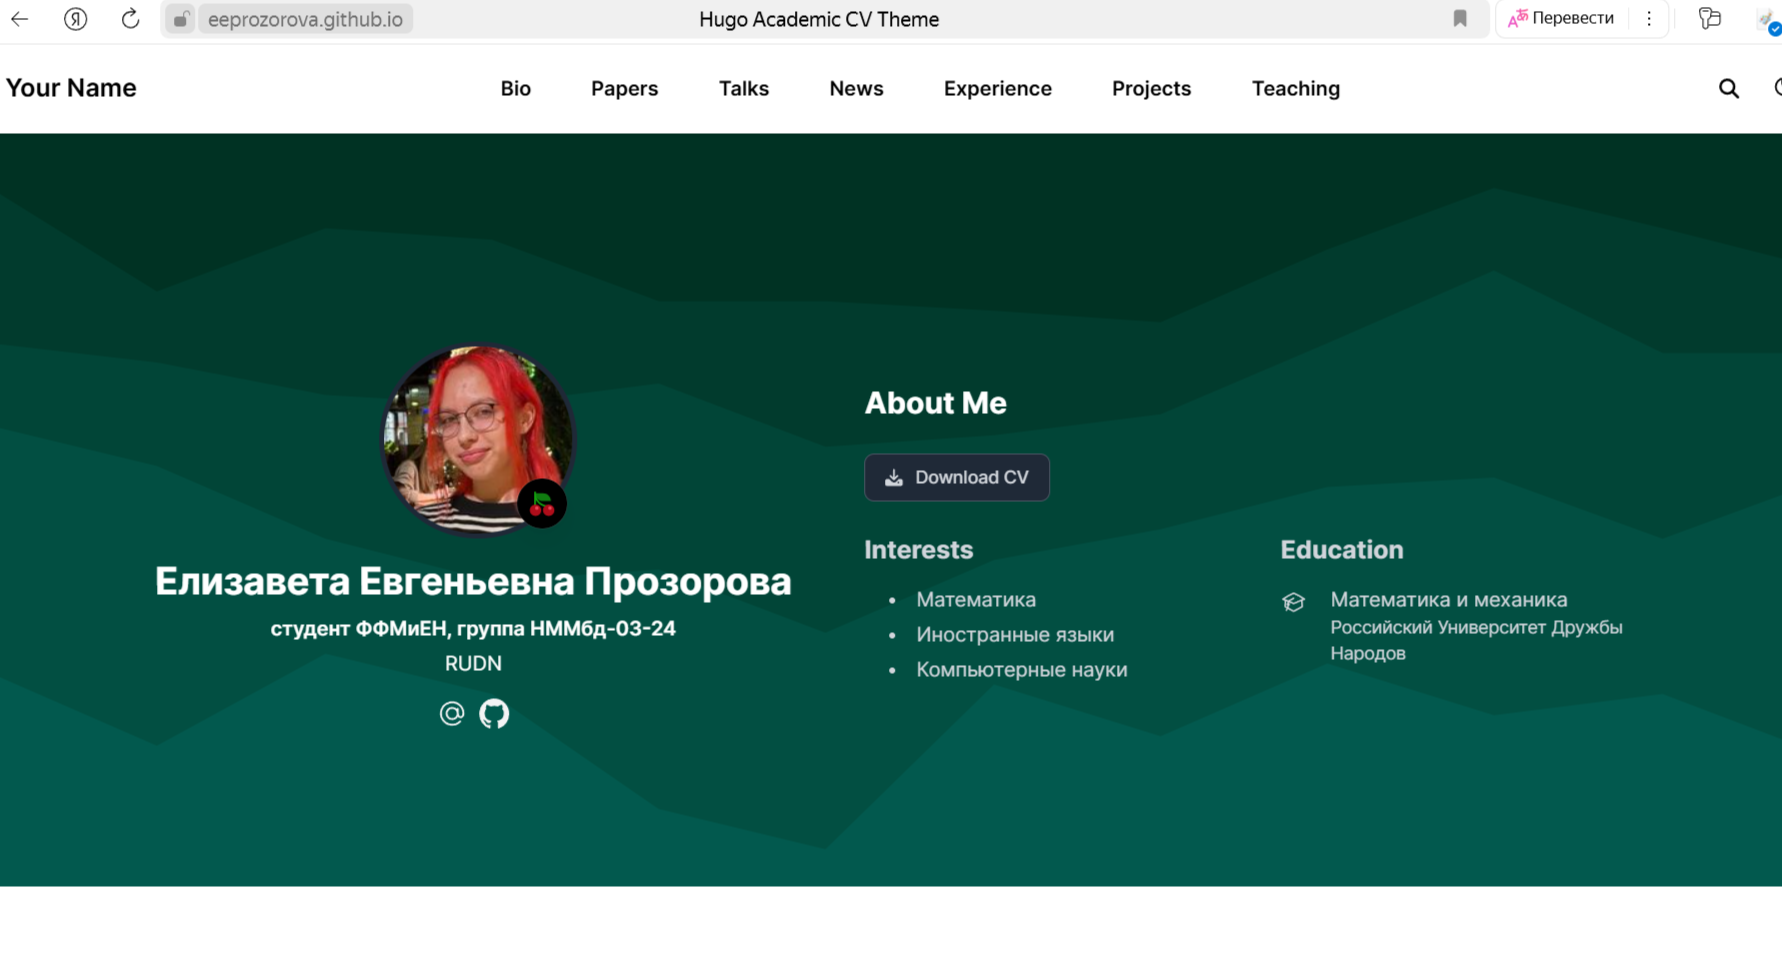 eeprozorova.github.io
Hugo Academic CV Theme
Перевести
Your Name
Bio
Papers
Talks
News
Experience
Projects
Teaching
About Me
Download CV
Елизавета Евгеньевна Прозорова
студент ФФМиЕН, группа НММбд-03-24
RUDN
Interests
Математика
Иностранные языки
Компьютерные науки
Education
Математика и механика
Российский Университет Дружбы
Народов